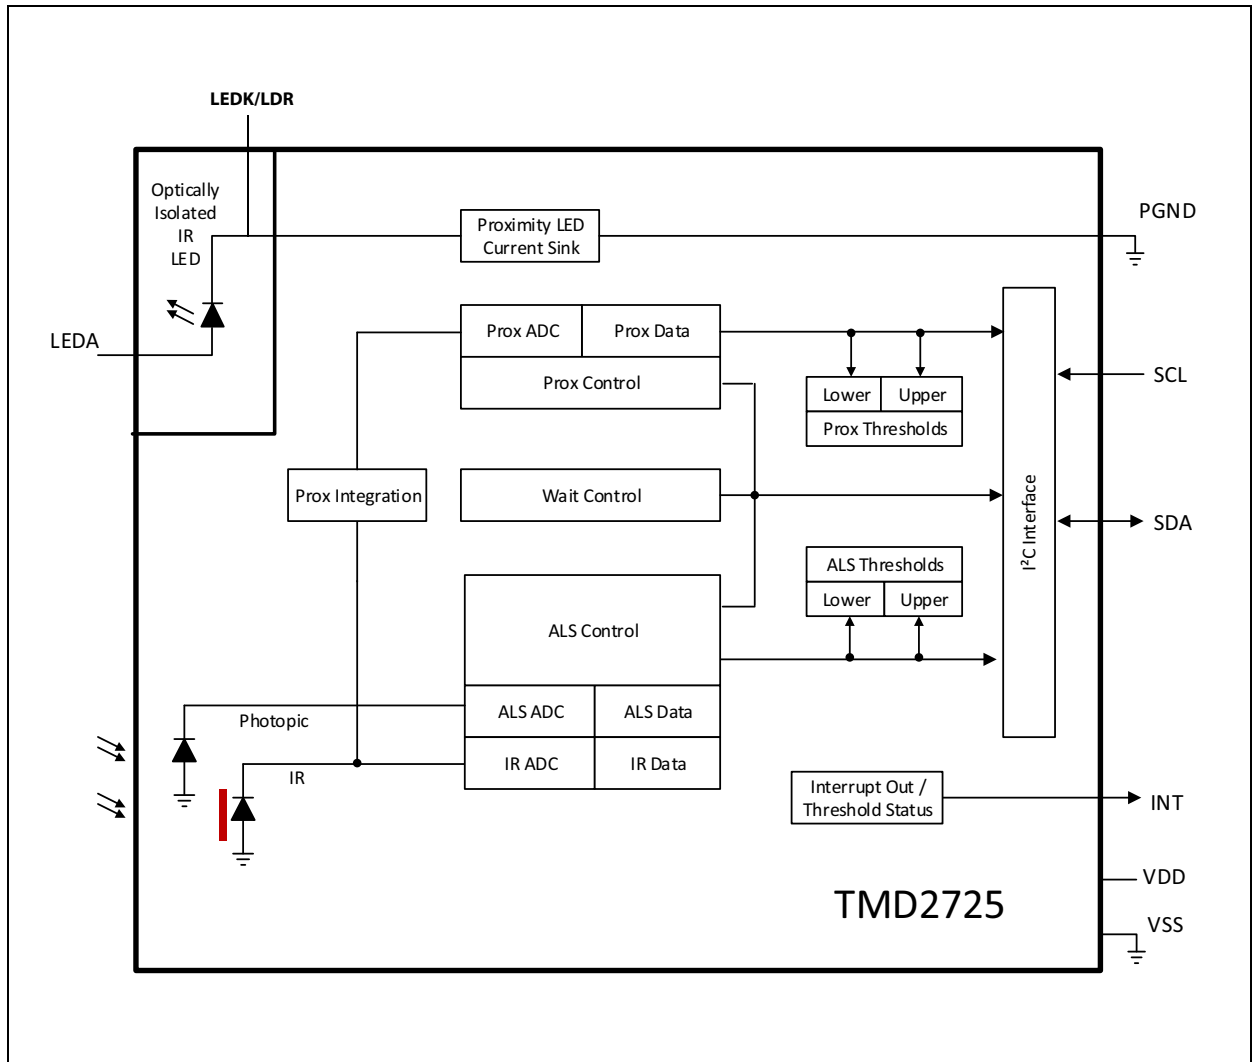 LEDK/LDR
Optically
Isolated
IR
LED
Proximity LED
Current Sink
PGND
LEDA
Prox ADC
Prox Data
Prox Control
Lower
Upper
Prox Thresholds
SCL
Prox Integration
Wait Control
I²C Interface
SDA
ALS Thresholds
Lower
Upper
ALS Control
Photopic
ALS ADC
ALS Data
IR
IR ADC
IR Data
Interrupt Out /
Threshold Status
INT
VDD
TMD2725
VSS